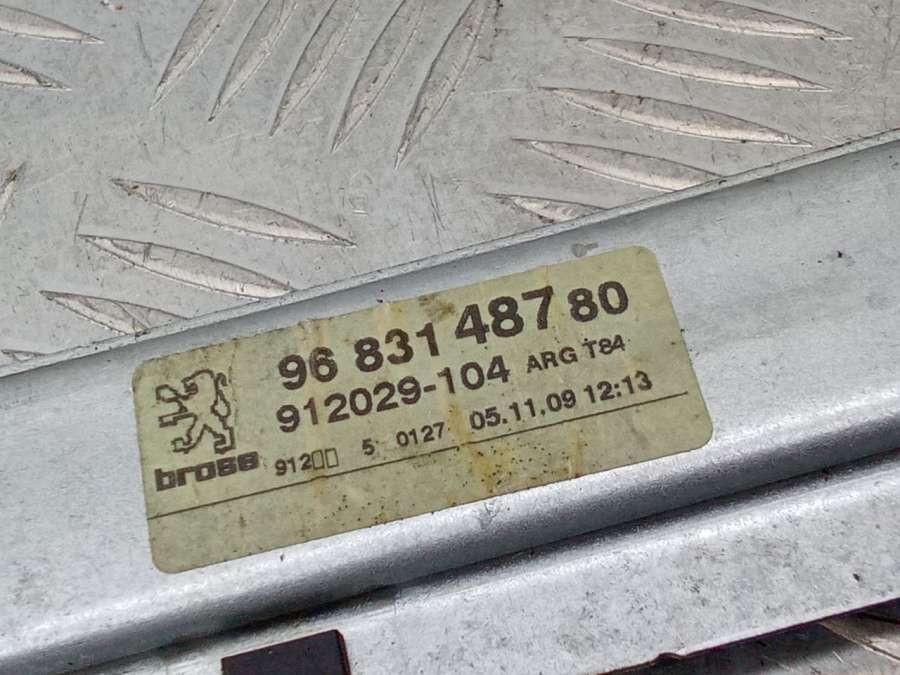 96 831 487 80
912029-104 ARG T84
brose 912□□ 5 0127 05.11.09 12:13